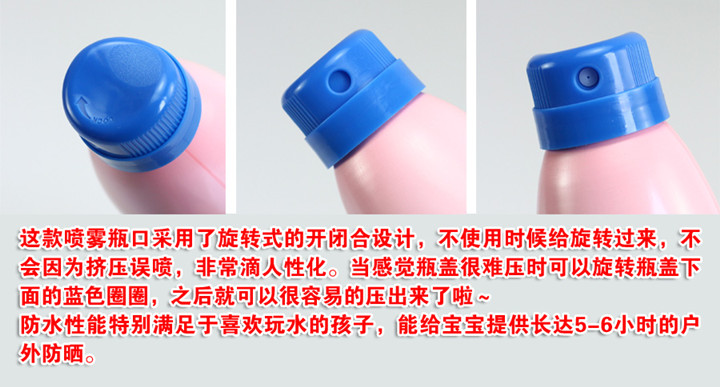 这款喷雾瓶口采用了旋转式的开闭合设计，不使用时候给旋转过来，不
会因为挤压误喷，非常滴人性化。当感觉瓶盖很难压时可以旋转瓶盖下
面的蓝色圈圈，之后就可以很容易的压出来了啦～
防水性能特别满足于喜欢玩水的孩子，能给宝宝提供长达5-6小时的户
外防晒。